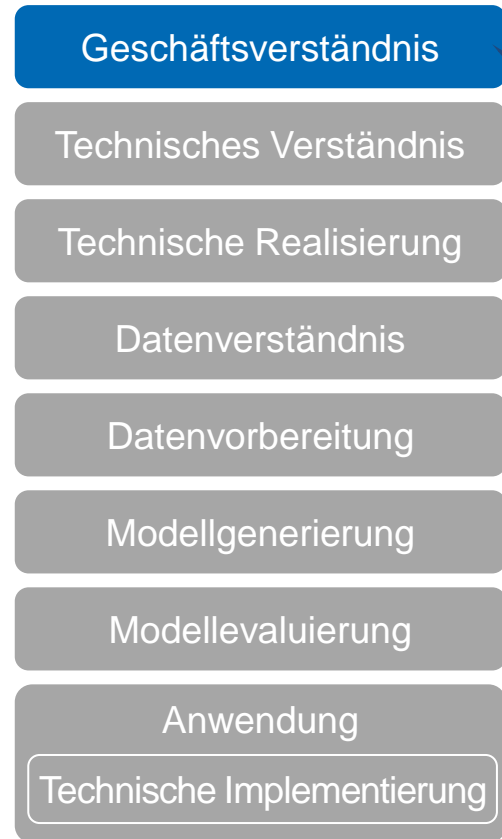 Geschäftsverständnis
Technisches Verständnis
Technische Realisierung
Datenverständnis
Datenvorbereitung
Modellgenerierung
Modellevaluierung
Anwendung
Technische Implementierung